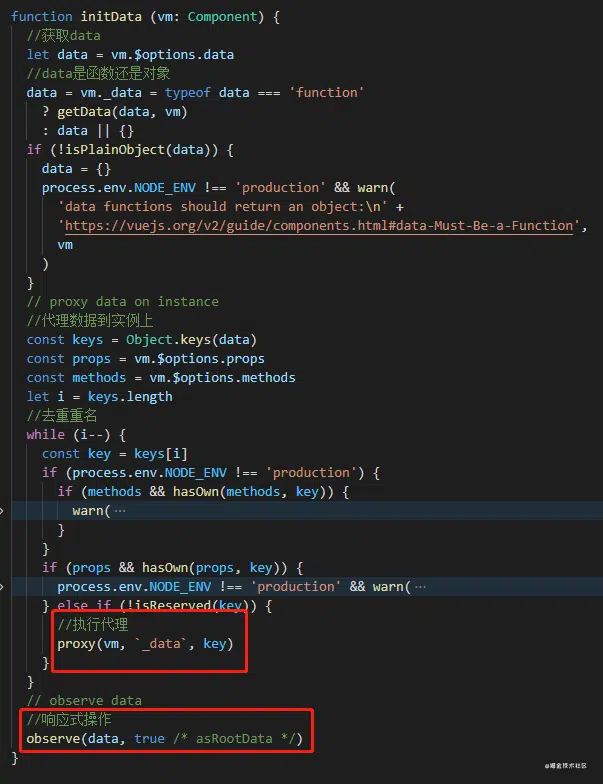 function initData (vm: Component) {
  //获取data
  let data = vm.$options.data
  //data是函数还是对象
  data = vm._data = typeof data === 'function'
    ? getData(data, vm)
    : data || {}
  if (!isPlainObject(data)) {
    data = {}
    process.env.NODE_ENV !== 'production' && warn(
      'data functions should return an object:\n' +
      'https://vuejs.org/v2/guide/components.html#data-Must-Be-a-Function',
      vm
    )
  }
  // proxy data on instance
  //代理数据到实例上
  const keys = Object.keys(data)
  const props = vm.$options.props
  const methods = vm.$options.methods
  let i = keys.length
  //去重重名
  while (i--) {
    const key = keys[i]
    if (process.env.NODE_ENV !== 'production') {
      if (methods && hasOwn(methods, key)) {
        warn(…
      }
    }
    if (props && hasOwn(props, key)) {
      process.env.NODE_ENV !== 'production' && warn(…
    } else if (!isReserved(key)) {
      //执行代理
      proxy(vm, `_data`, key)
    }
  }
  // observe data
  //响应式操作
  observe(data, true /* asRootData */)
}
@掘金技术社区